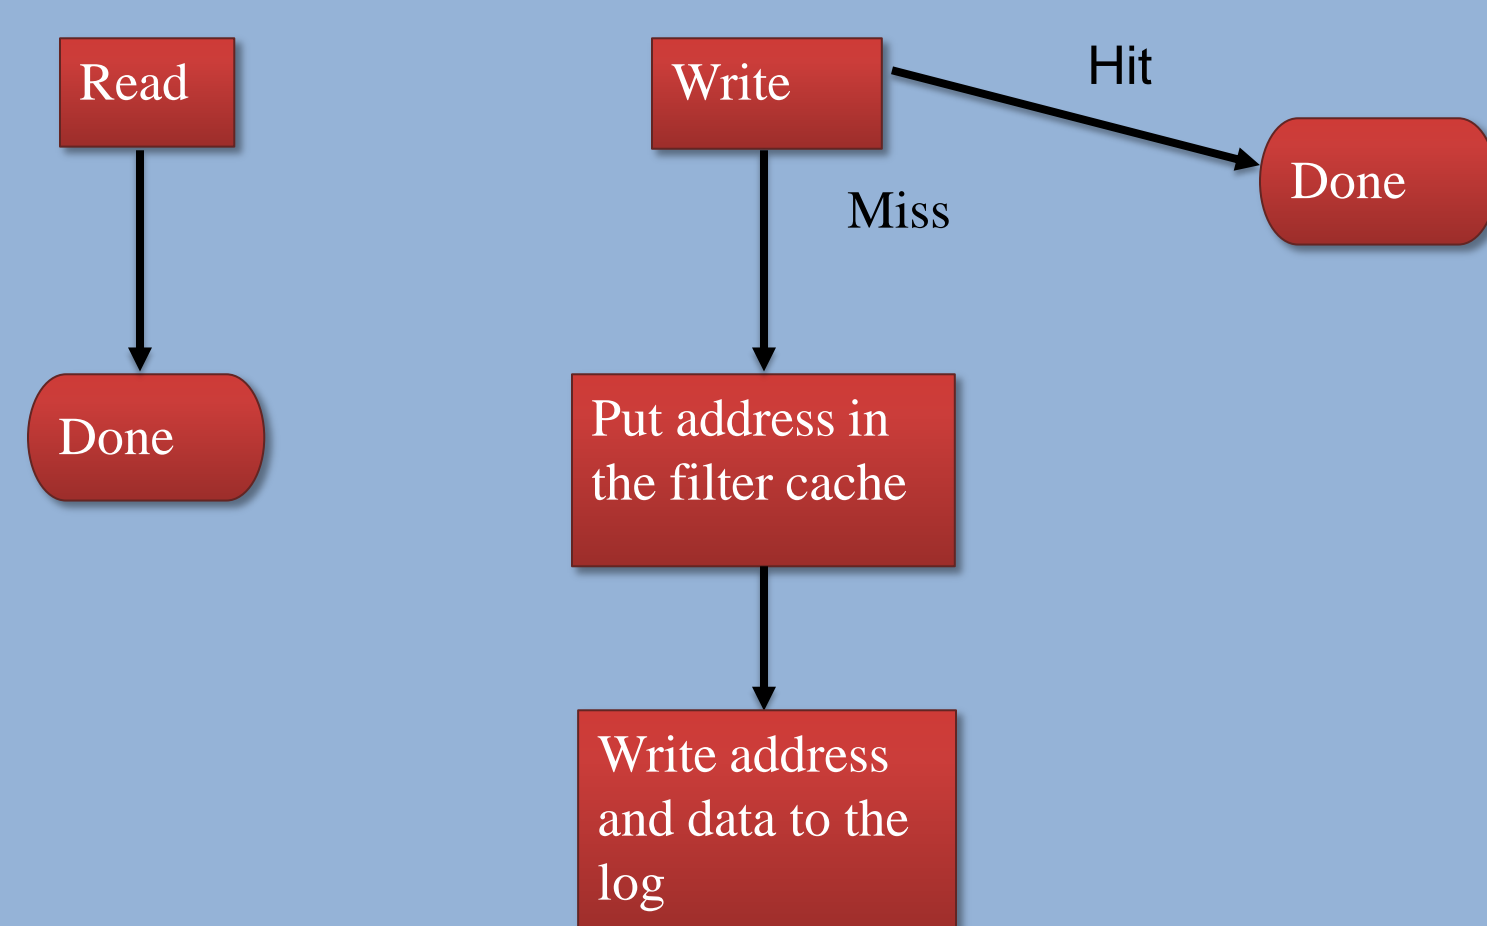 Read
Write
Hit
Done
Miss
Done
Put address in
the filter cache
Write address
and data to the
log